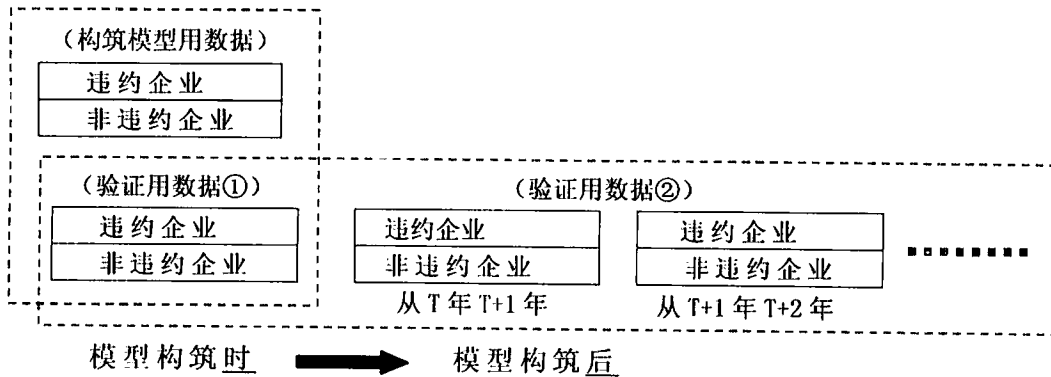 （构筑模型用数据）
违约企业
非违约企业
（验证用数据①）
违约企业
非违约企业
（验证用数据②）
违约企业
非违约企业
从 T 年 T+1 年
违约企业
非违约企业
从 T+1 年 T+2 年
模型构筑时
模型构筑后